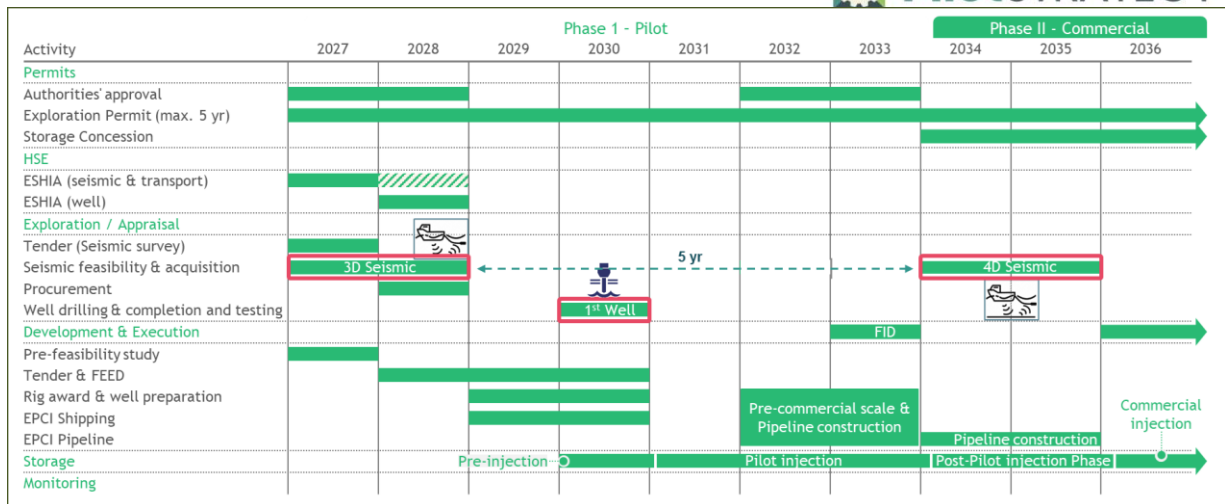 Phase 1 - Pilot
Phase II - Commercial
Activity 2027 2028 2029 2030 2031 2032 2033 2034 2035 2036
Permits
Authorities' approval
Exploration Permit (max. 5 yr)
Storage Concession
HSE
ESHIA (seismic & transport)
ESHIA (well)
Exploration / Appraisal
Tender (Seismic survey)
Seismic feasibility & acquisition 3D Seismic 5 yr 4D Seismic
Procurement
Well drilling & completion and testing 1st Well
Development & Execution FID
Pre-feasibility study
Tender & FEED
Rig award & well preparation
EPCI Shipping
Pre-commercial scale &
Pipeline construction
Commercial
injection
EPCI Pipeline Pipeline construction
Storage Pre-injection Pilot injection Post-Pilot injection Phase
Monitoring